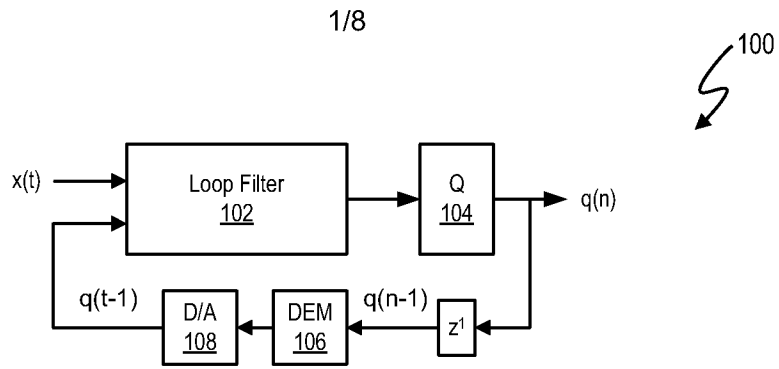 1/8
100
x(t)
Loop Filter
102
Q
104
q(n)
q(t-1)
D/A
108
DEM
106
q(n-1)
z¹